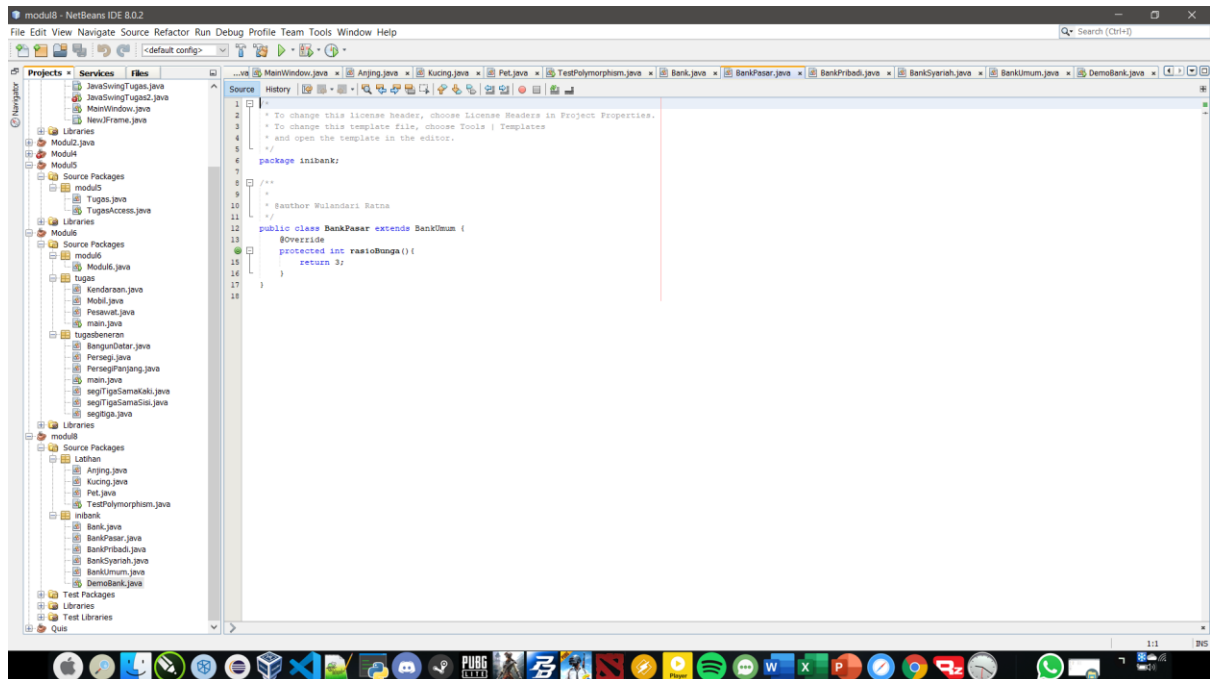 modul8 - NetBeans IDE 8.0.2
File Edit View Navigate Source Refactor Run Debug Profile Team Tools Window Help
Search (Ctrl+I)
<default config>
Projects × Services Files
...va MainWindow.java × Anjing.java × Kucing.java × Pet.java × TestPolymorphism.java × Bank.java × BankPasar.java × BankPribadi.java × BankSyariah.java × BankUmum.java × DemoBank.java ×
Navigator
Source History
JavaSwingTugas.java
JavaSwingTugas2.java
MainWindow.java
NewJFrame.java
Libraries
Modul2.java
Modul4
Modul5
Source Packages
modul5
Tugas.java
TugasAccess.java
Libraries
Modul6
Source Packages
modul6
Modul6.java
tugas
Kendaraan.java
Mobil.java
Pesawat.java
main.java
tugasbeneran
BangunDatar.java
Persegi.java
PersegiPanjang.java
main.java
segiTigaSamaKaki.java
segiTigaSamaSisi.java
segitiga.java
Libraries
modul8
Source Packages
Latihan
Anjing.java
Kucing.java
Pet.java
TestPolymorphism.java
inibank
Bank.java
BankPasar.java
BankPribadi.java
BankSyariah.java
BankUmum.java
DemoBank.java
Test Packages
Libraries
Test Libraries
Quis
1 /*
2 * To change this license header, choose License Headers in Project Properties.
3 * To change this template file, choose Tools | Templates
4 * and open the template in the editor.
5 */
6 package inibank;
7
8 /**
9 *
10 * @author Wulandari Ratna
11 */
12 public class BankPasar extends BankUmum {
13 @Override
protected int rasioBunga(){
15 return 3;
16 }
17 }
18
1:1 INS
PUBG
LITE
Player
W
X
P